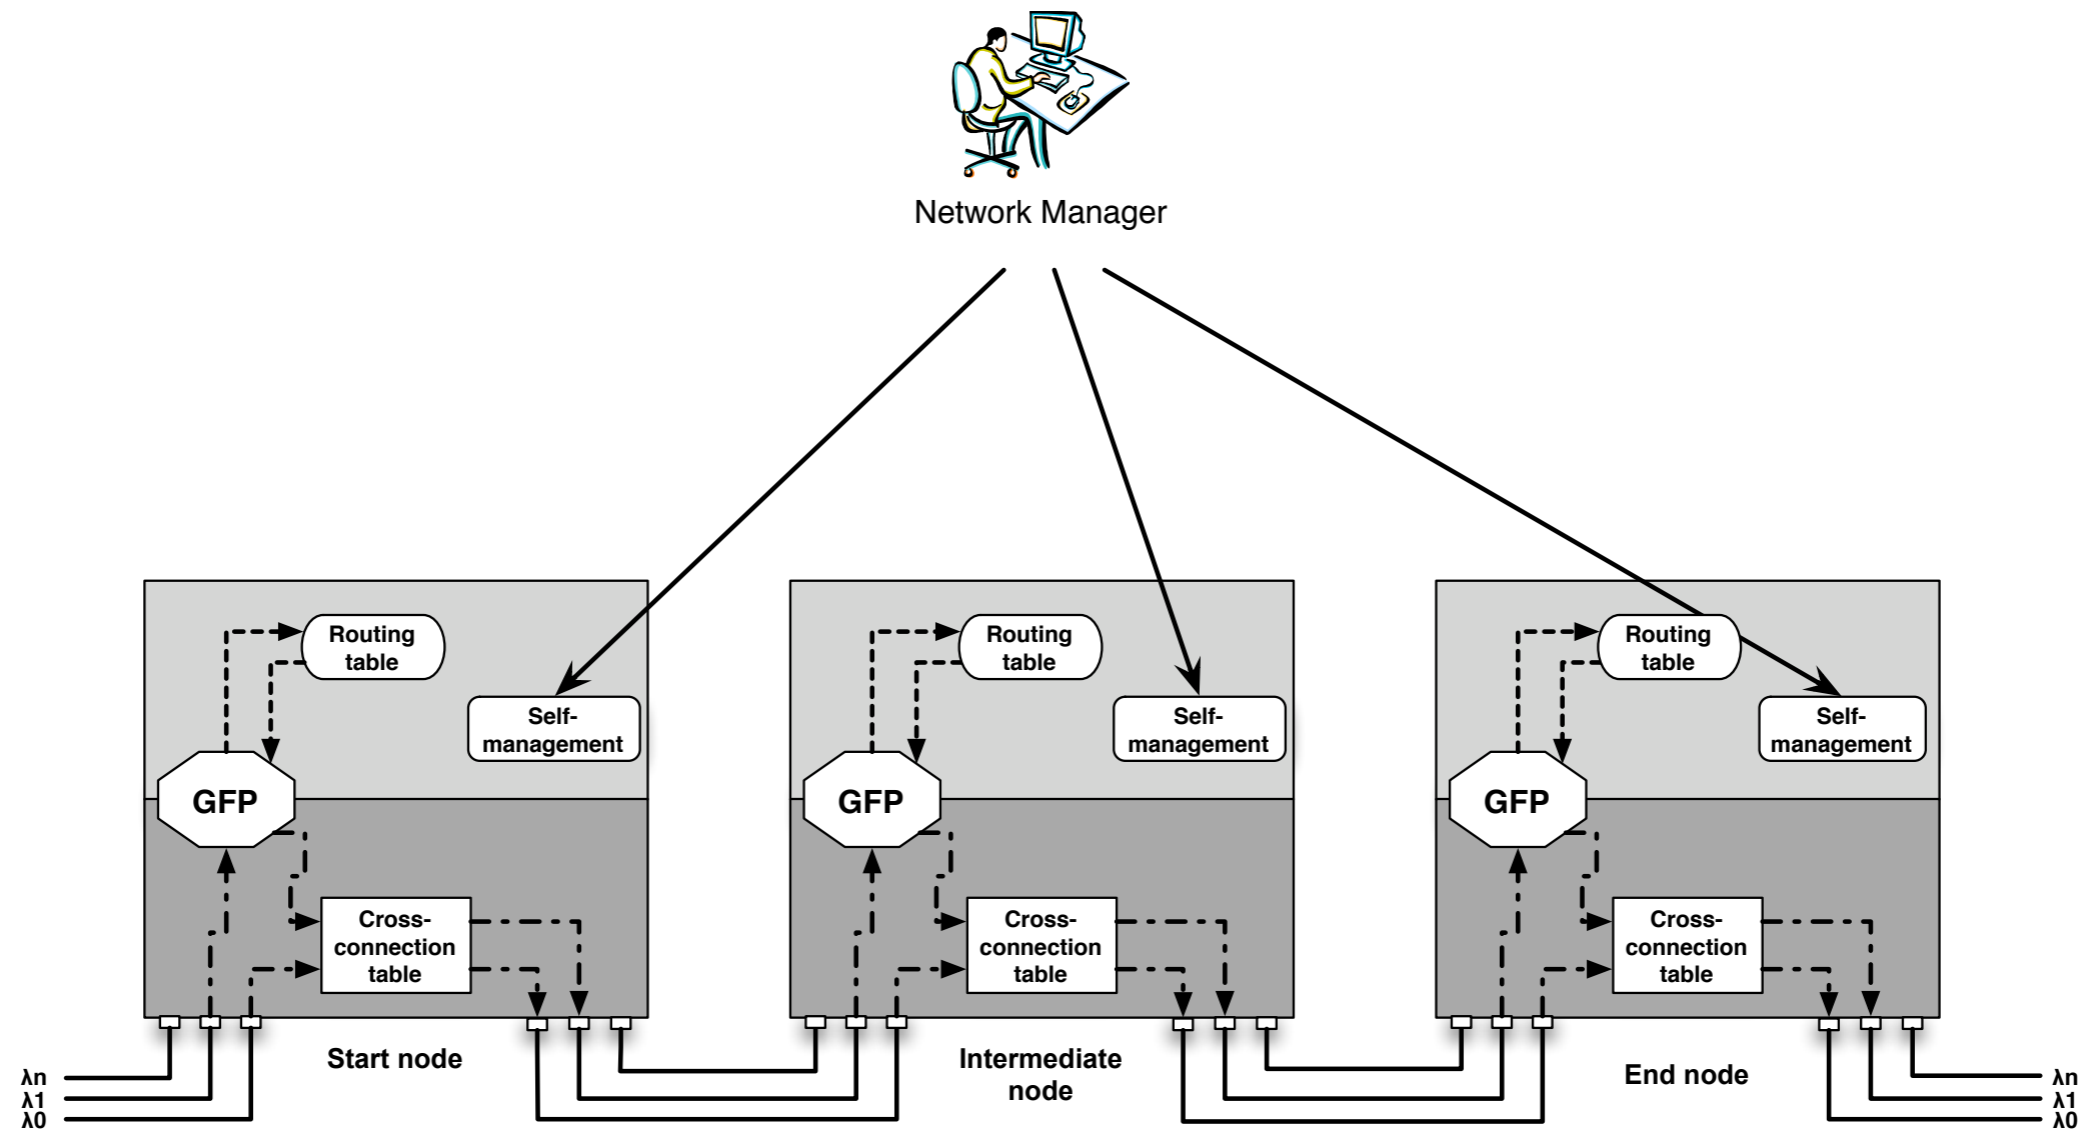 Network Manager
Routing
table
Self-
management
GFP
Cross-
connection
table
Routing
table
Self-
management
GFP
Cross-
connection
table
Routing
table
Self-
management
GFP
Cross-
connection
table
Start node
Intermediate
node
End node
λn
λ1
λ0
λn
λ1
λ0